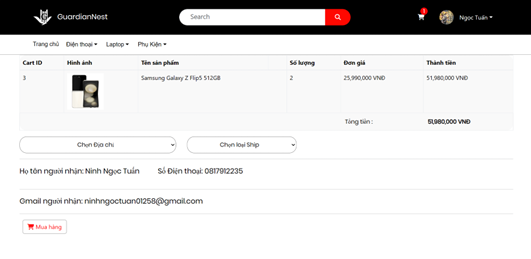 GuardianNest
Search
3
Ngọc Tuấn
Trang chủ Điện thoại Laptop Phụ Kiện
Cart ID Hình ảnh Tên sản phẩm Số lượng Đơn giá Thành tiền
3 Samsung Galaxy Z Flip5 512GB 2 25,990,000 VNĐ 51,980,000 VNĐ
Tổng tiền : 51,980,000 VNĐ
Chọn Địa chị Chọn loại Ship
Họ tên người nhận: Ninh Ngọc Tuấn Số Điện thoại: 0817912235
Gmail người nhận: ninhngoctuan01258@gmail.com
Mua hàng